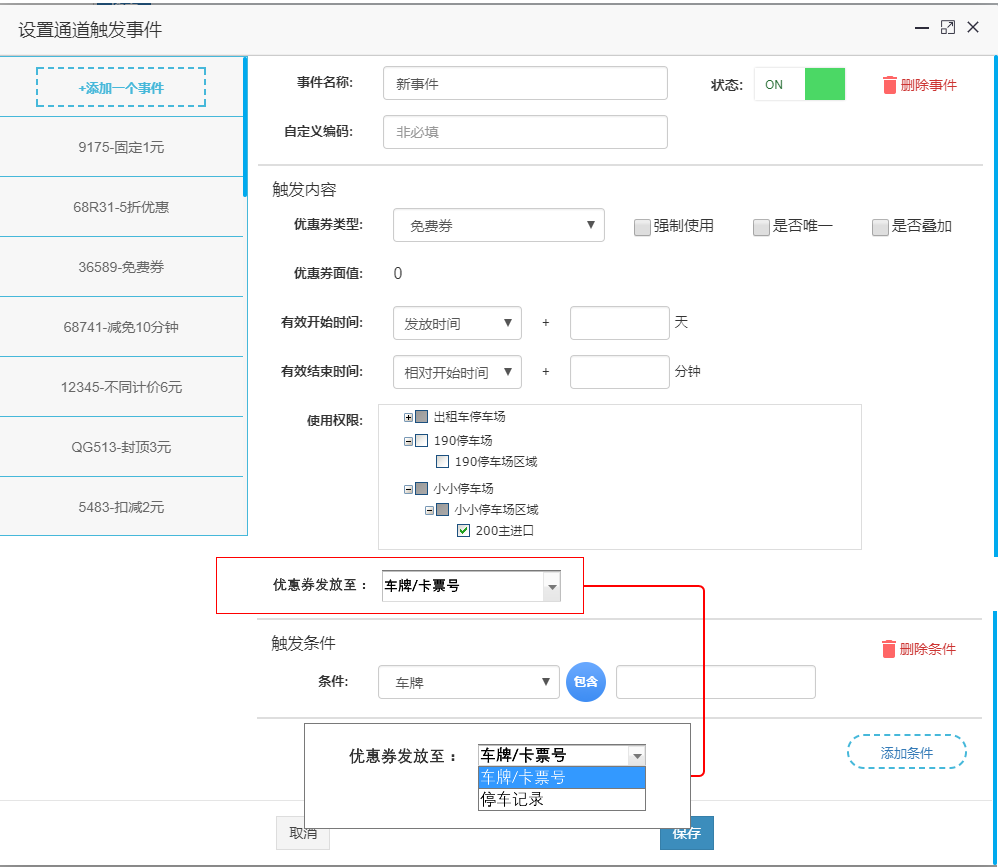 设置通道触发事件
+添加一个事件
9175-固定1元
68R31-5折优惠
36589-免费券
68741-减免10分钟
12345-不同计价6元
QG513-封顶3元
5483-扣减2元
事件名称: 新事件 状态: ON 删除事件
自定义编码: 非必填
触发内容
优惠券类型: 免费券 强制使用 是否唯一 是否叠加
优惠券面值: 0
有效开始时间: 发放时间 + 天
有效结束时间: 相对开始时间 + 分钟
使用权限: 出租车停车场
190停车场
190停车场区域
小小停车场
小小停车场区域
200主进口
优惠券发放至： 车牌/卡票号
触发条件 删除条件
条件: 车牌 包含
添加条件
优惠券发放至： 车牌/卡票号
车牌/卡票号
停车记录
取消 保存